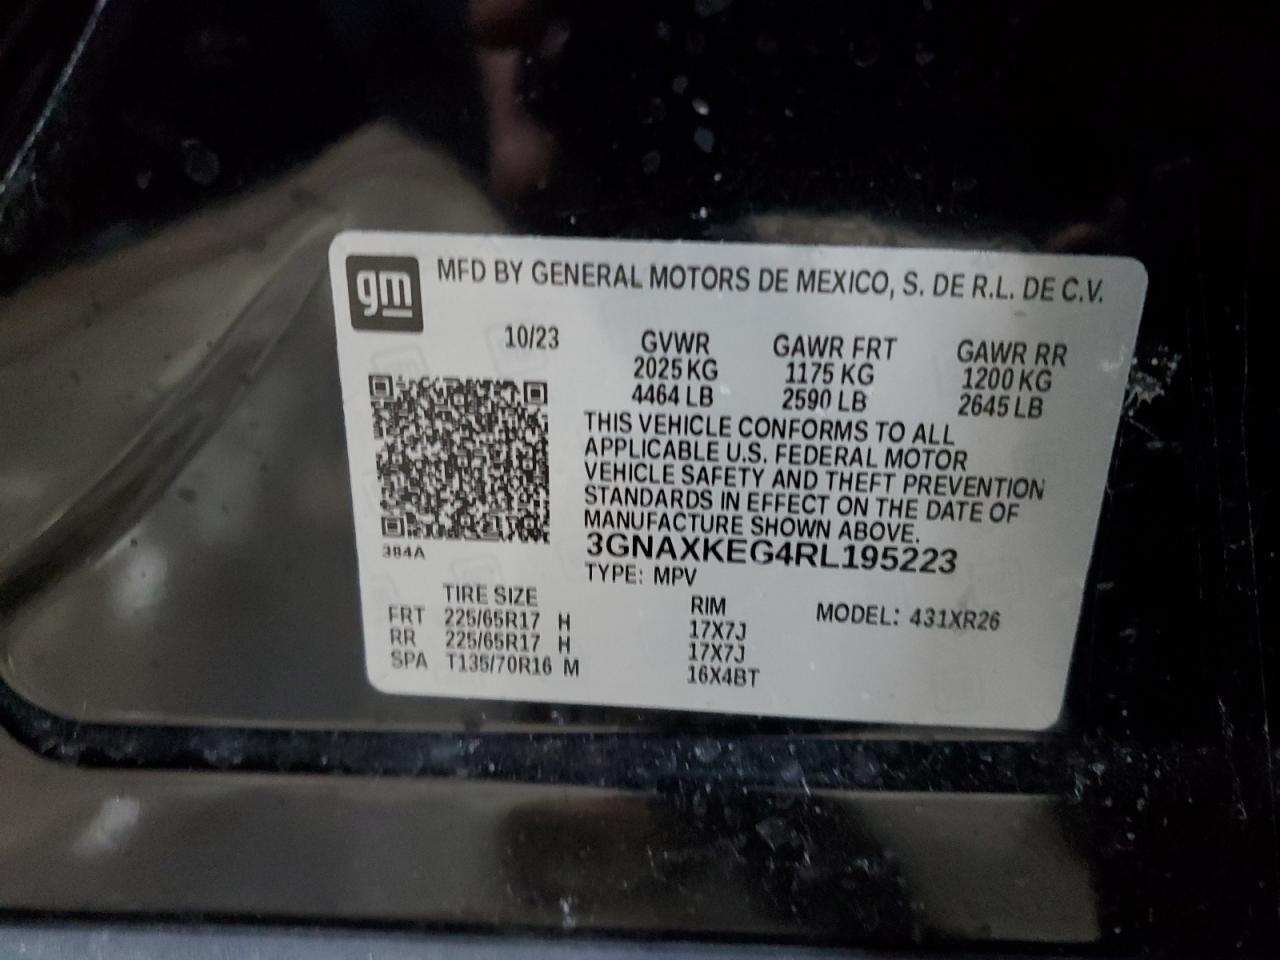 gm MFD BY GENERAL MOTORS DE MEXICO, S. DE R.L. DE C.V.
10/23 GVWR GAWR FRT GAWR RR
2025 KG 1175 KG 1200 KG
4464 LB 2590 LB 2645 LB
THIS VEHICLE CONFORMS TO ALL
APPLICABLE U.S. FEDERAL MOTOR
VEHICLE SAFETY AND THEFT PREVENTION
STANDARDS IN EFFECT ON THE DATE OF
MANUFACTURE SHOWN ABOVE.
384A 3GNAXKEG4RL195223
TYPE: MPV
TIRE SIZE RIM MODEL: 431XR26
FRT 225/65R17 H 17X7J
RR 225/65R17 H 17X7J
SPA T135/70R16 M 16X4BT